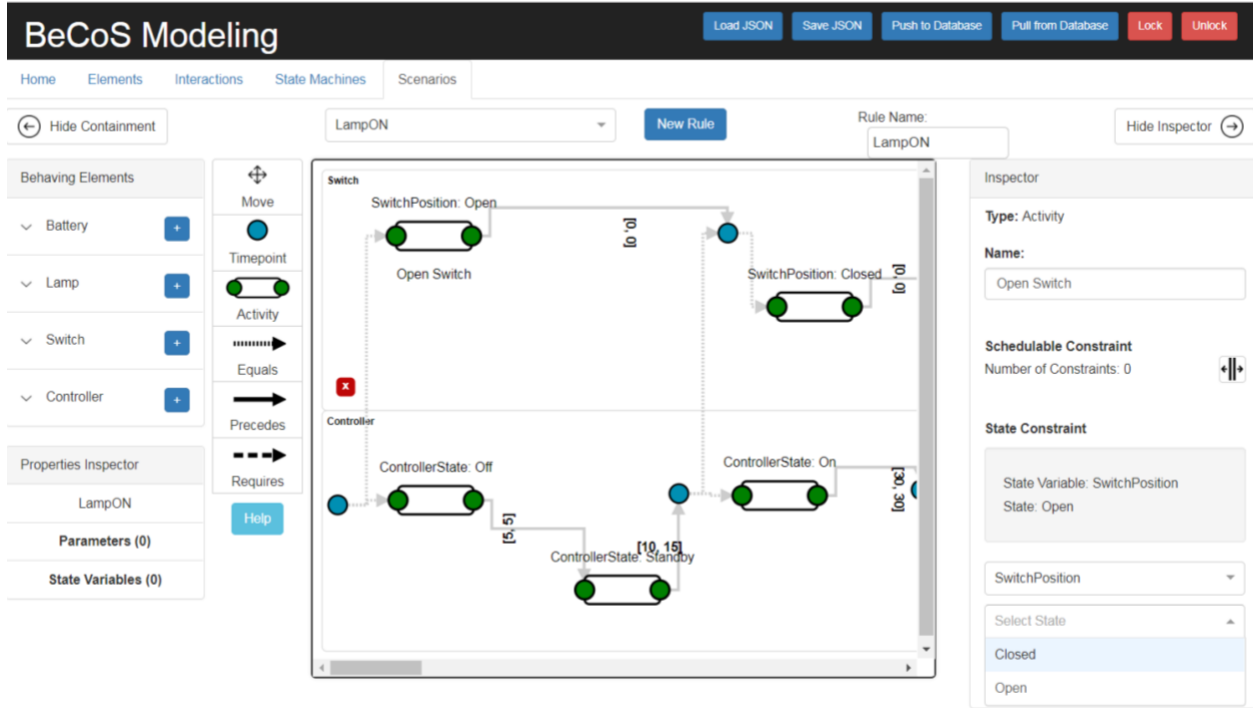 BeCoS Modeling
Load JSON
Save JSON
Push to Database
Pull from Database
Lock
Unlock
Home
Elements
Interactions
State Machines
Scenarios
Hide Containment
LampON
New Rule
Rule Name:
LampON
Hide Inspector
Behaving Elements
Battery
+
Lamp
+
Switch
+
Controller
+
Properties Inspector
LampON
Parameters (0)
State Variables (0)
Move
Timepoint
Activity
Equals
Precedes
Requires
Help
Switch
SwitchPosition: Open
Open Switch
[0, 0]
SwitchPosition: Closed
[0, 0]
x
Controller
ControllerState: Off
[5, 5]
ControllerState: Standby
[10, 15]
ControllerState: On
[30, 30]
Inspector
Type: Activity
Name:
Open Switch
Schedulable Constraint
Number of Constraints: 0
State Constraint
State Variable: SwitchPosition
State: Open
SwitchPosition
Select State
Closed
Open